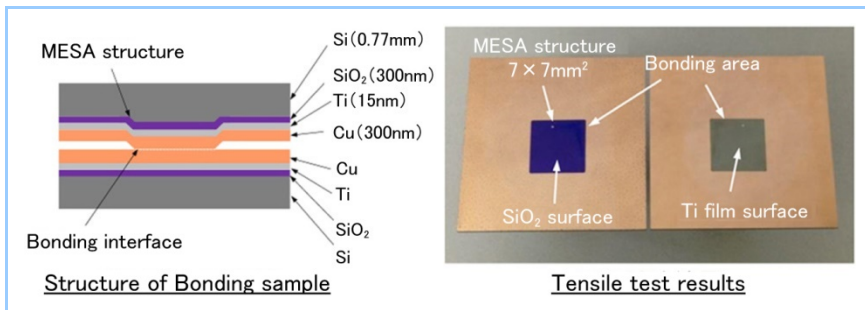 MESA structure
Si(0.77mm)
SiO₂(300nm)
Ti(15nm)
Cu(300nm)
Cu
Ti
SiO₂
Si
Bonding interface
Structure of Bonding sample
MESA structure
7×7mm²
Bonding area
SiO₂ surface
Ti film surface
Tensile test results